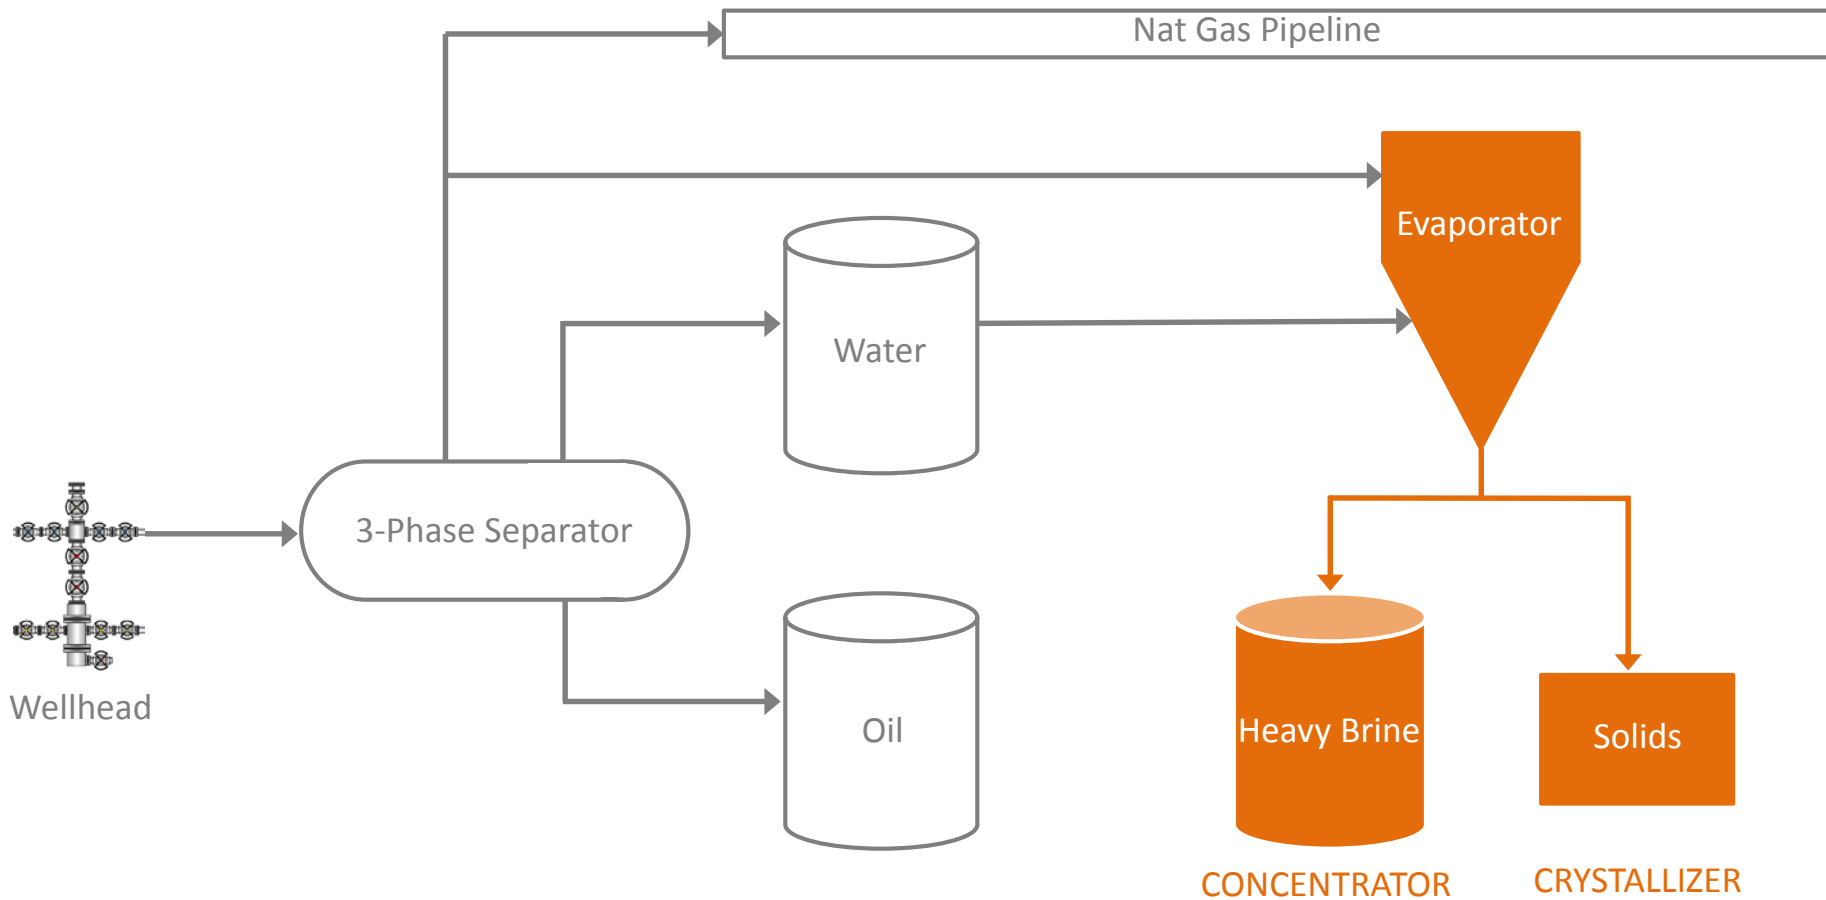 Nat Gas Pipeline
Evaporator
Water
3-Phase Separator
Wellhead
Oil
Heavy Brine
Solids
CONCENTRATOR
CRYSTALLIZER